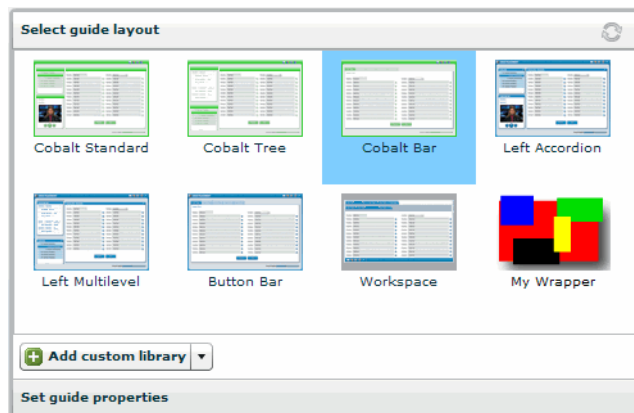 Select guide layout
Cobalt Standard
Cobalt Tree
Cobalt Bar
Left Accordion
Left Multilevel
Button Bar
Workspace
My Wrapper
Add custom library
Set guide properties